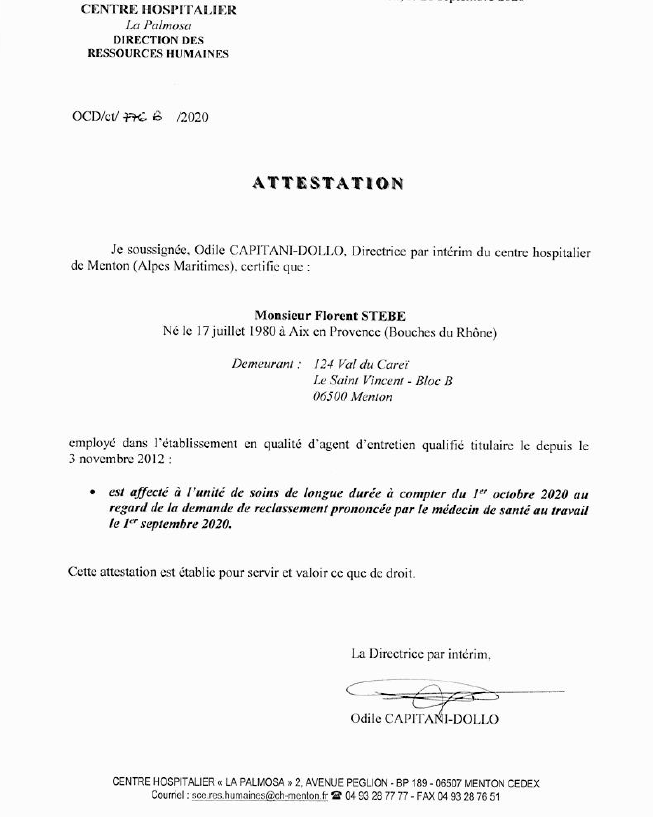 CENTRE HOSPITALIER
La Palmosa
DIRECTION DES
RESSOURCES HUMAINES
OCD/ct/ /2020
ATTESTATION
Je soussignée, Odile CAPITANI-DOLLO, Directrice par intérim du centre hospitalier
de Menton (Alpes Maritimes), certifie que :
Monsieur Florent STEBE
Né le 17 juillet 1980 à Aix en Provence (Bouches du Rhône)
Demeurant : 124 Val du Careï
Le Saint Vincent - Bloc B
06500 Menton
employé dans l'établissement en qualité d'agent d'entretien qualifié titulaire le depuis le
3 novembre 2012 :
• est affecté à l'unité de soins de longue durée à compter du 1er octobre 2020 au
regard de la demande de reclassement prononcée par le médecin de santé au travail
le 1er septembre 2020.
Cette attestation est établie pour servir et valoir ce que de droit.
La Directrice par intérim,
Odile CAPITANI-DOLLO
CENTRE HOSPITALIER « LA PALMOSA » 2, AVENUE PEGLION - BP 189 - 06507 MENTON CEDEX
Courriel : sce.res.humaines@ch-menton.fr ☎ 04 93 28 77 77 - FAX 04 93 28 76 51